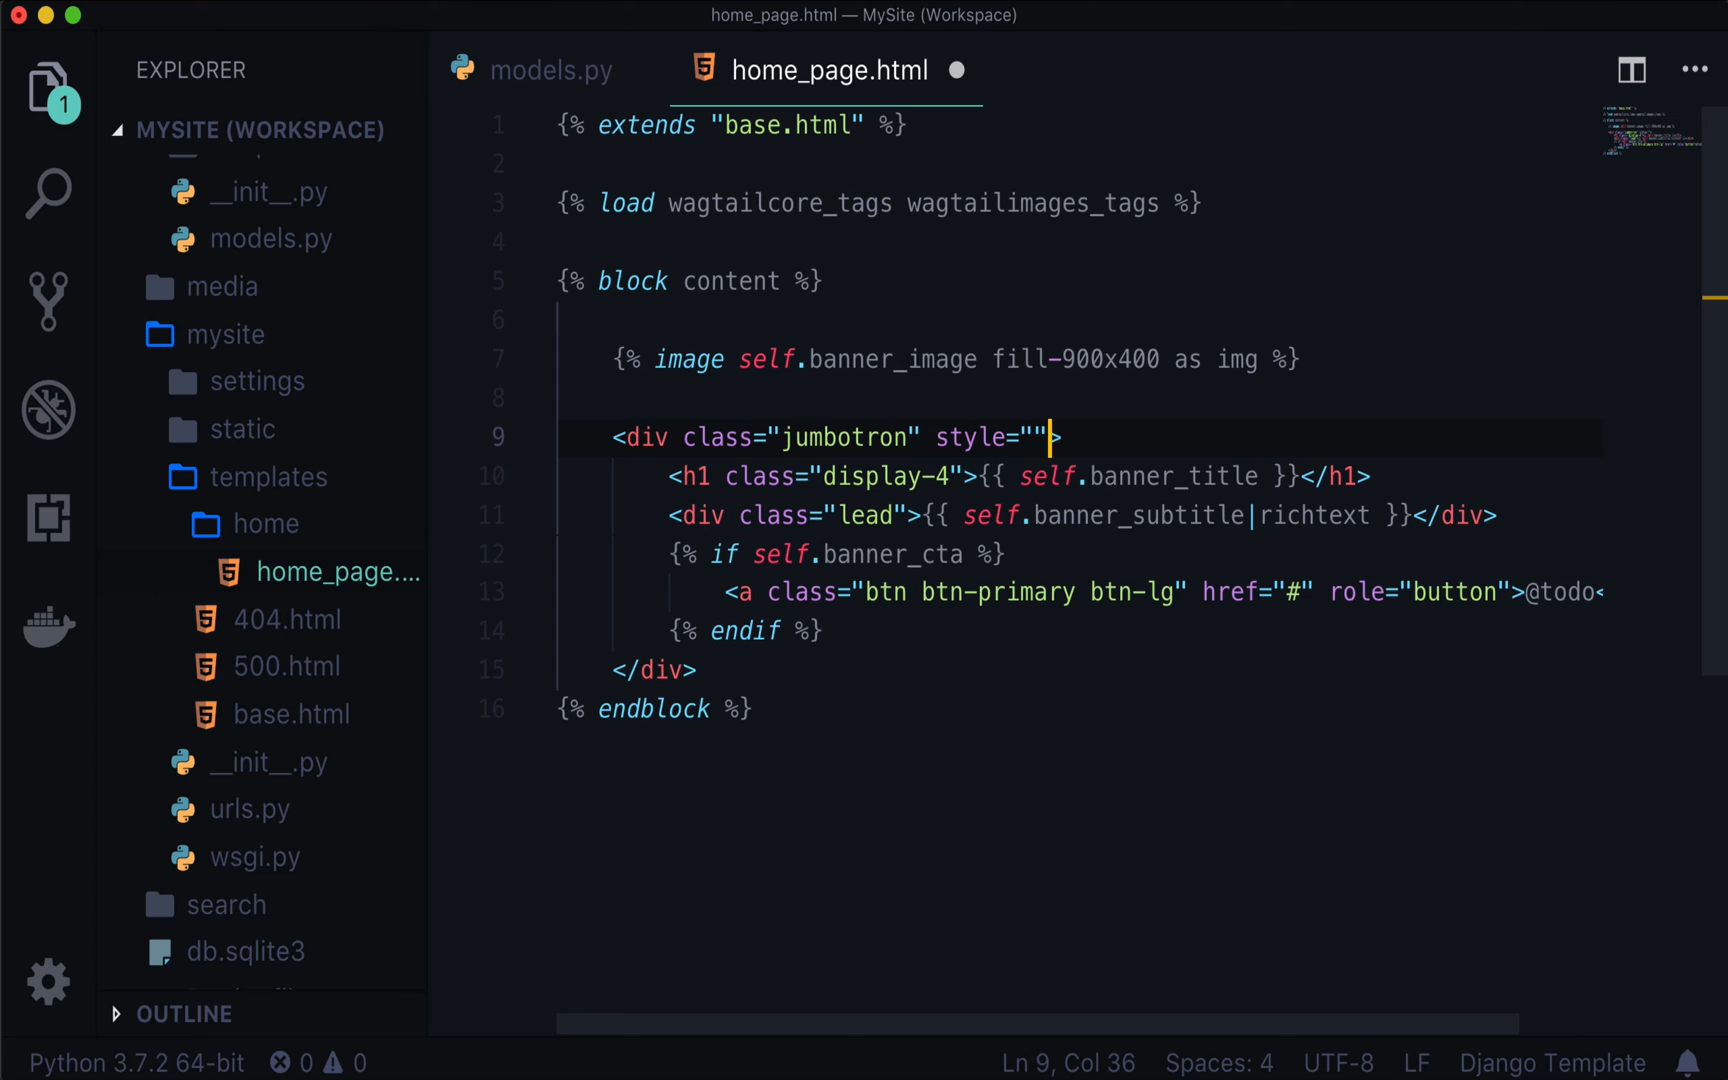 home_page.html — MySite (Workspace)
EXPLORER
1
MYSITE (WORKSPACE)
__init__.py
models.py
media
mysite
settings
static
templates
home
home_page....
404.html
500.html
base.html
__init__.py
urls.py
wsgi.py
search
db.sqlite3
OUTLINE
models.py
home_page.html
1 {% extends "base.html" %}
2
3 {% load wagtailcore_tags wagtailimages_tags %}
4
5 {% block content %}
6
7 {% image self.banner_image fill-900x400 as img %}
8
9 <div class="jumbotron" style="">
10 <h1 class="display-4">{{ self.banner_title }}</h1>
11 <div class="lead">{{ self.banner_subtitle|richtext }}</div>
12 {% if self.banner_cta %}
13 <a class="btn btn-primary btn-lg" href="#" role="button">@todo<
14 {% endif %}
15 </div>
16 {% endblock %}
Python 3.7.2 64-bit 0 0 Ln 9, Col 36 Spaces: 4 UTF-8 LF Django Template